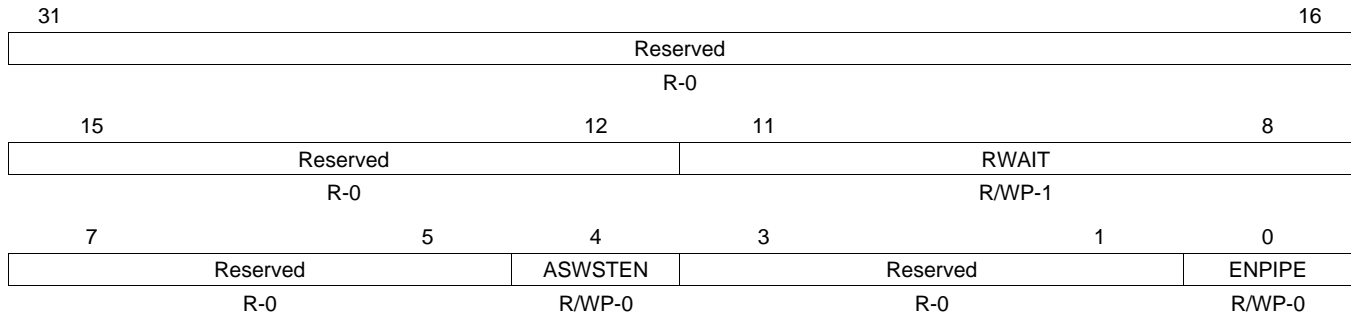 31 16
Reserved
R-0
15 12 11 8
Reserved RWAIT
R-0 R/WP-1
7 5 4 3 1 0
Reserved ASWSTEN Reserved ENPIPE
R-0 R/WP-0 R-0 R/WP-0